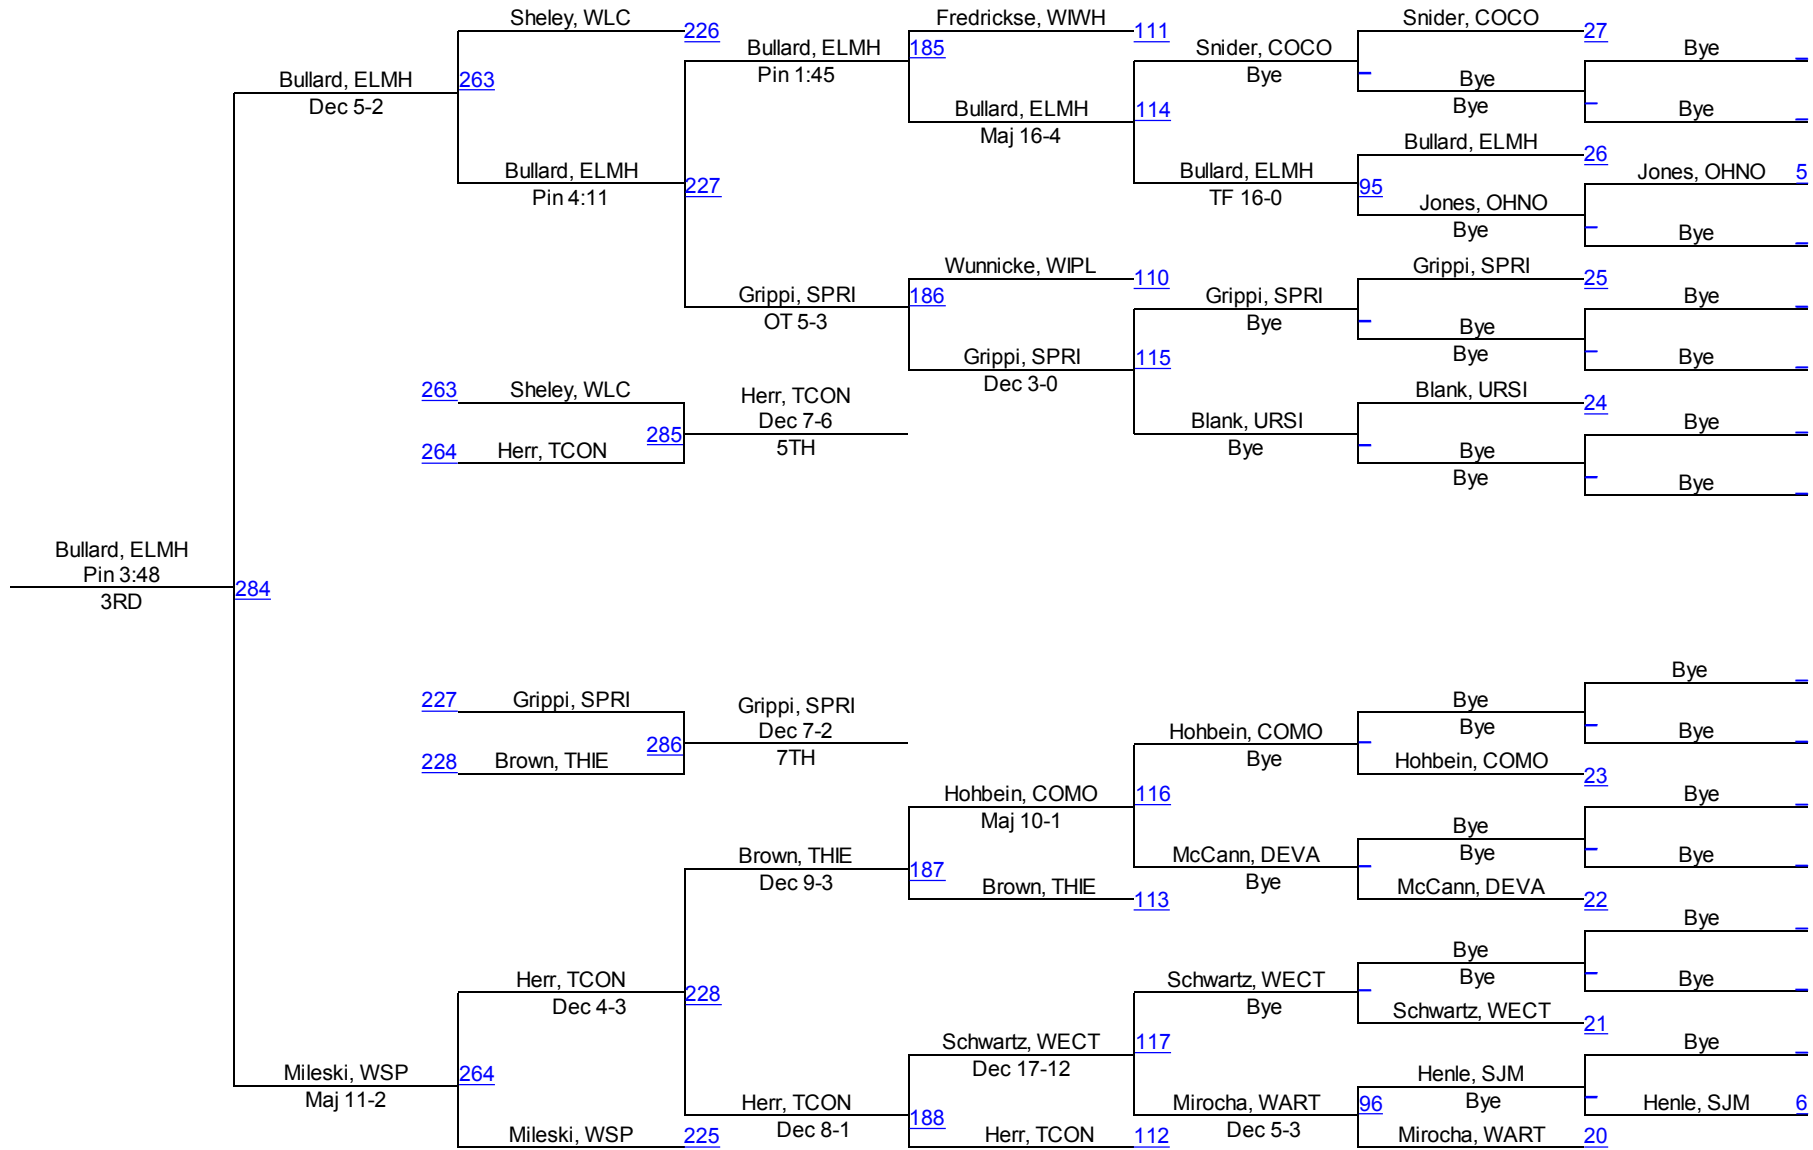 Sheley, WLC
226
Fredrickse, WIWH
111
Snider, COCO
27
Bullard, ELMH
185
Pin 1:45
Snider, COCO
Bye
Bye
Bullard, ELMH
263
Dec 5-2
Bye
Bye
Bye
Bullard, ELMH
114
Maj 16-4
Bullard, ELMH
26
Bullard, ELMH
227
Pin 4:11
Bullard, ELMH
95
TF 16-0
Jones, OHNO 5
Jones, OHNO
Bye
Bye
Wunnicke, WIPL
110
Grippi, SPRI
25
Grippi, SPRI
186
OT 5-3
Grippi, SPRI
Bye
Bye
Bye
Bye
Bye
Grippi, SPRI
115
Dec 3-0
263
Sheley, WLC
285
264
Herr, TCON
Herr, TCON
Dec 7-6
5TH
Blank, URSI
24
Blank, URSI
Bye
Bye
Bye
Bye
Bye
Bullard, ELMH
Pin 3:48
3RD
284
Bye
227
Grippi, SPRI
286
228
Brown, THIE
Grippi, SPRI
Dec 7-2
7TH
Hohbein, COMO
Bye
Bye
Bye
Bye
Hohbein, COMO
23
Hohbein, COMO
116
Maj 10-1
Bye
Bye
Bye
Bye
Brown, THIE
187
Dec 9-3
McCann, DEVA
Bye
Brown, THIE
113
McCann, DEVA
22
Bye
Herr, TCON
228
Dec 4-3
Schwartz, WECT
Bye
Bye
Bye
Bye
Schwartz, WECT
21
Schwartz, WECT
117
Dec 17-12
Bye
Mileski, WSP
264
Maj 11-2
Henle, SJM
Bye
Henle, SJM 6
Herr, TCON
188
Dec 8-1
Mirocha, WART
96
Dec 5-3
Mileski, WSP
225
Herr, TCON
112
Mirocha, WART
20